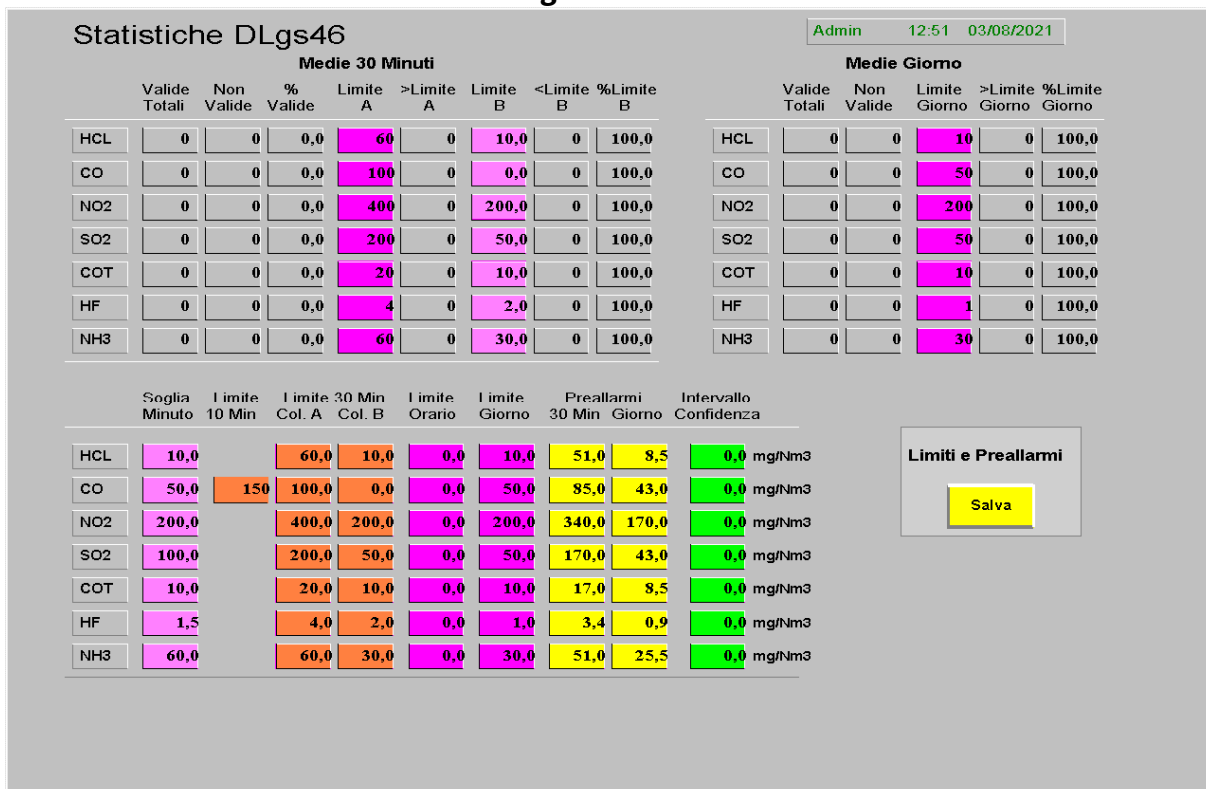 g
Statistiche DLgs46
Admin 12:51 03/08/2021
Medie 30 Minuti Medie Giorno
Valide Non % Limite >Limite Limite <Limite %Limite Valide Non Limite >Limite %Limite
Totali Valide Valide A A B B B Totali Valide Giorno Giorno Giorno
HCL 0 0 0,0 60 0 10,0 0 100,0 HCL 0 0 10 0 100,0
CO 0 0 0,0 100 0 0,0 0 100,0 CO 0 0 50 0 100,0
NO2 0 0 0,0 400 0 200,0 0 100,0 NO2 0 0 200 0 100,0
SO2 0 0 0,0 200 0 50,0 0 100,0 SO2 0 0 50 0 100,0
COT 0 0 0,0 20 0 10,0 0 100,0 COT 0 0 10 0 100,0
HF 0 0 0,0 4 0 2,0 0 100,0 HF 0 0 1 0 100,0
NH3 0 0 0,0 60 0 30,0 0 100,0 NH3 0 0 30 0 100,0
Soglia Limite Limite 30 Min Limite Limite Preallarmi Intervallo
Minuto 10 Min Col. A Col. B Orario Giorno 30 Min Giorno Confidenza
HCL 10,0 60,0 10,0 0,0 10,0 51,0 8,5 0,0 mg/Nm3
CO 50,0 150 100,0 0,0 0,0 50,0 85,0 43,0 0,0 mg/Nm3
NO2 200,0 400,0 200,0 0,0 200,0 340,0 170,0 0,0 mg/Nm3
SO2 100,0 200,0 50,0 0,0 50,0 170,0 43,0 0,0 mg/Nm3
COT 10,0 20,0 10,0 0,0 10,0 17,0 8,5 0,0 mg/Nm3
HF 1,5 4,0 2,0 0,0 1,0 3,4 0,9 0,0 mg/Nm3
NH3 60,0 60,0 30,0 0,0 30,0 51,0 25,5 0,0 mg/Nm3
Limiti e Preallarmi
Salva